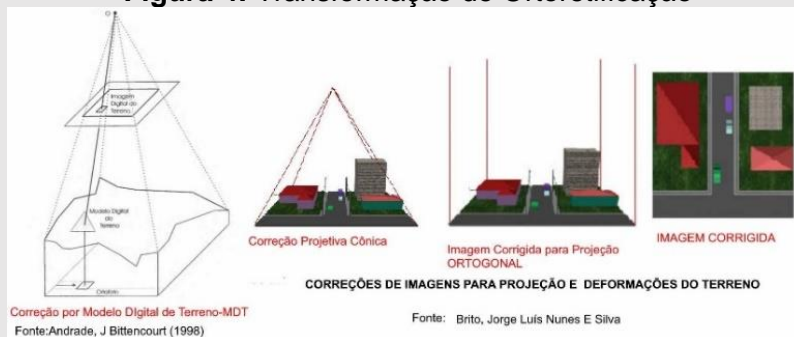 Figura 4. Transformação de Ortoretificação
Imagem
Digital do
Terreno
Modelo Digital
do
Terreno
Ortofoto
Correção por Modelo DIgital de Terreno-MDT
Fonte:Andrade, J Bittencourt (1998)
Correção Projetiva Cônica
Imagem Corrigida para Projeção
ORTOGONAL
IMAGEM CORRIGIDA
CORREÇÕES DE IMAGENS PARA PROJEÇÃO E DEFORMAÇÕES DO TERRENO
Fonte: Brito, Jorge Luís Nunes E Silva